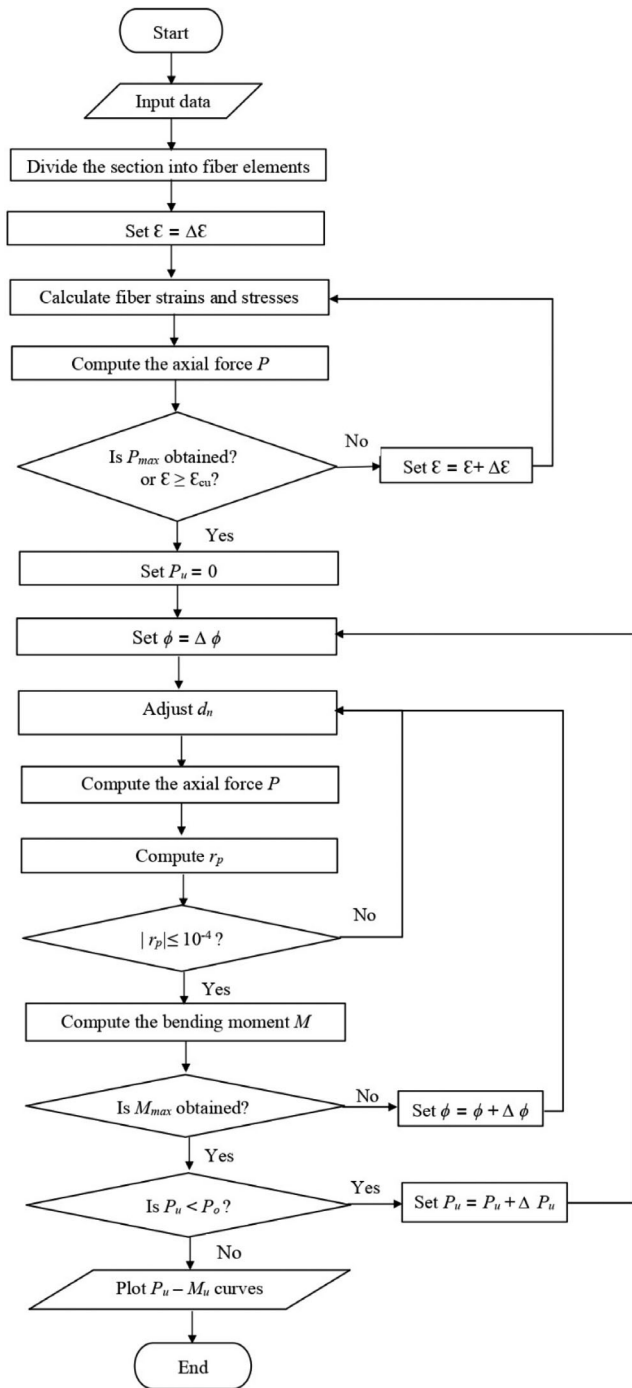 Start
Input data
Divide the section into fiber elements
Set Ɛ = ΔƐ
Calculate fiber strains and stresses
Compute the axial force P
Is Pmax obtained?
or Ɛ ≥ Ɛcu?
No
Set Ɛ = Ɛ+ ΔƐ
Yes
Set Pu = 0
Set ϕ = Δ ϕ
Adjust dn
Compute the axial force P
Compute rp
| rp|≤ 10-4 ?
No
Yes
Compute the bending moment M
Is Mmax obtained?
No
Set ϕ = ϕ + Δ ϕ
Yes
Is Pu < Po ?
Yes
Set Pu = Pu + Δ Pu
No
Plot Pu – Mu curves
End